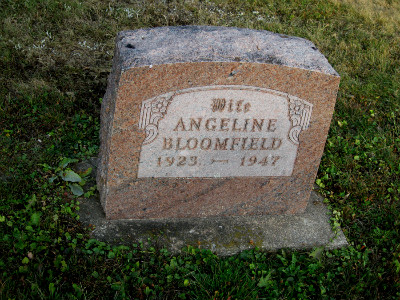 Wife
ANGELINE
BLOOMFIELD
1923 — 1947